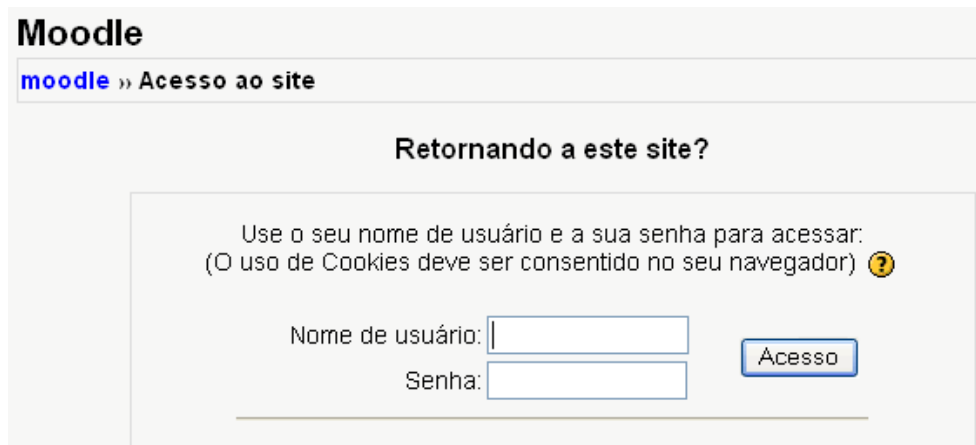 Moodle
moodle ›› Acesso ao site
Retornando a este site?
Use o seu nome de usuário e a sua senha para acessar:
(O uso de Cookies deve ser consentido no seu navegador) ?
Nome de usuário:
Acesso
Senha: